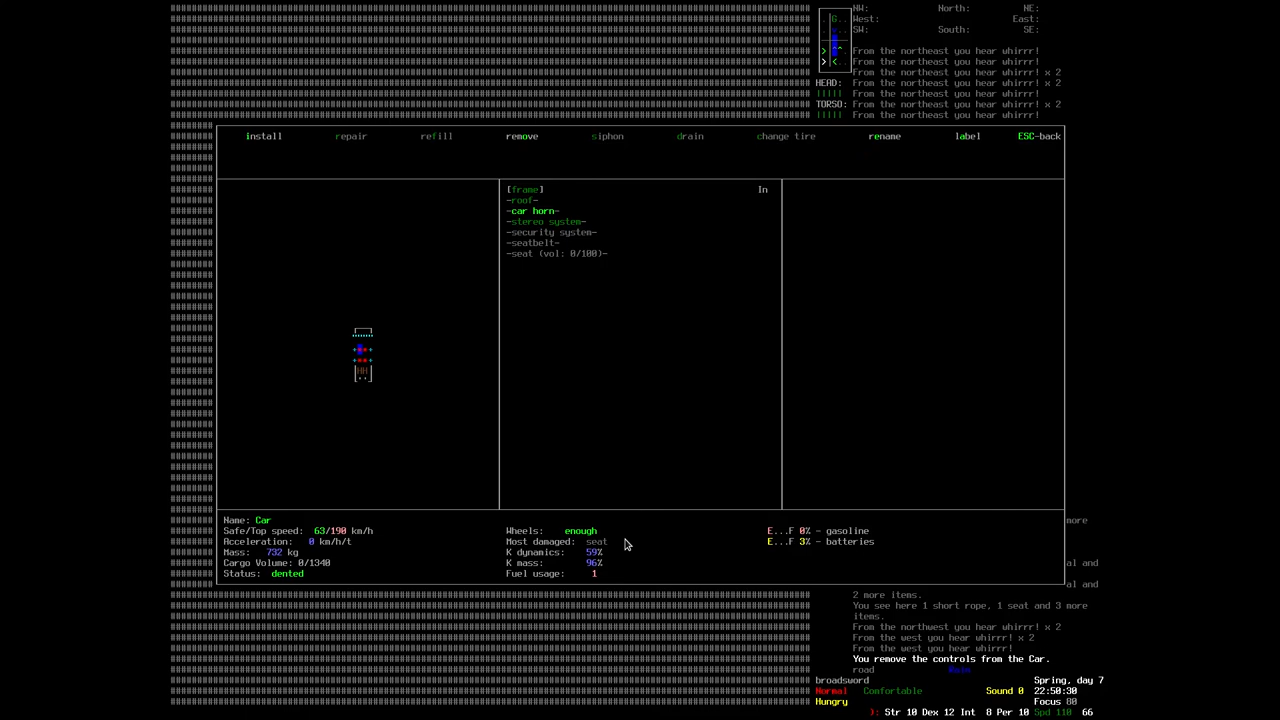 NW: North: NE:
West: East:
SW: South: SE:
From the northeast you hear whirrr!
From the northeast you hear whirrr!
From the northeast you hear whirrr! x 2
HEAD: From the northeast you hear whirrr! x 2
From the northeast you hear whirrr!
TORSO: From the northeast you hear whirrr! x 2
From the northeast you hear whirrr!
install repair refill remove siphon drain change tire rename label ESC-back
[frame] In
-roof-
-car horn-
-stereo system-
-security system-
-seatbelt-
-seat (vol: 0/100)-
Name: Car
Safe/Top speed: 63/190 km/h Wheels: enough E...F 0% - gasoline
Acceleration: 0 km/h/t Most damaged: seat E...F 3% - batteries
Mass: 732 kg K dynamics: 59%
Cargo Volume: 0/1340 K mass: 96%
Status: dented Fuel usage: 1
more
al and
al and
2 more items.
You see here 1 short rope, 1 seat and 3 more
items.
From the northwest you hear whirrr! x 2
From the west you hear whirrr! x 2
From the west you hear whirrr!
You remove the controls from the Car.
road
broadsword Spring, day 7
Normal Comfortable Sound 0 22:50:30
Hungry Focus 80
): Str 10 Dex 12 Int 8 Per 10 Spd 110 66